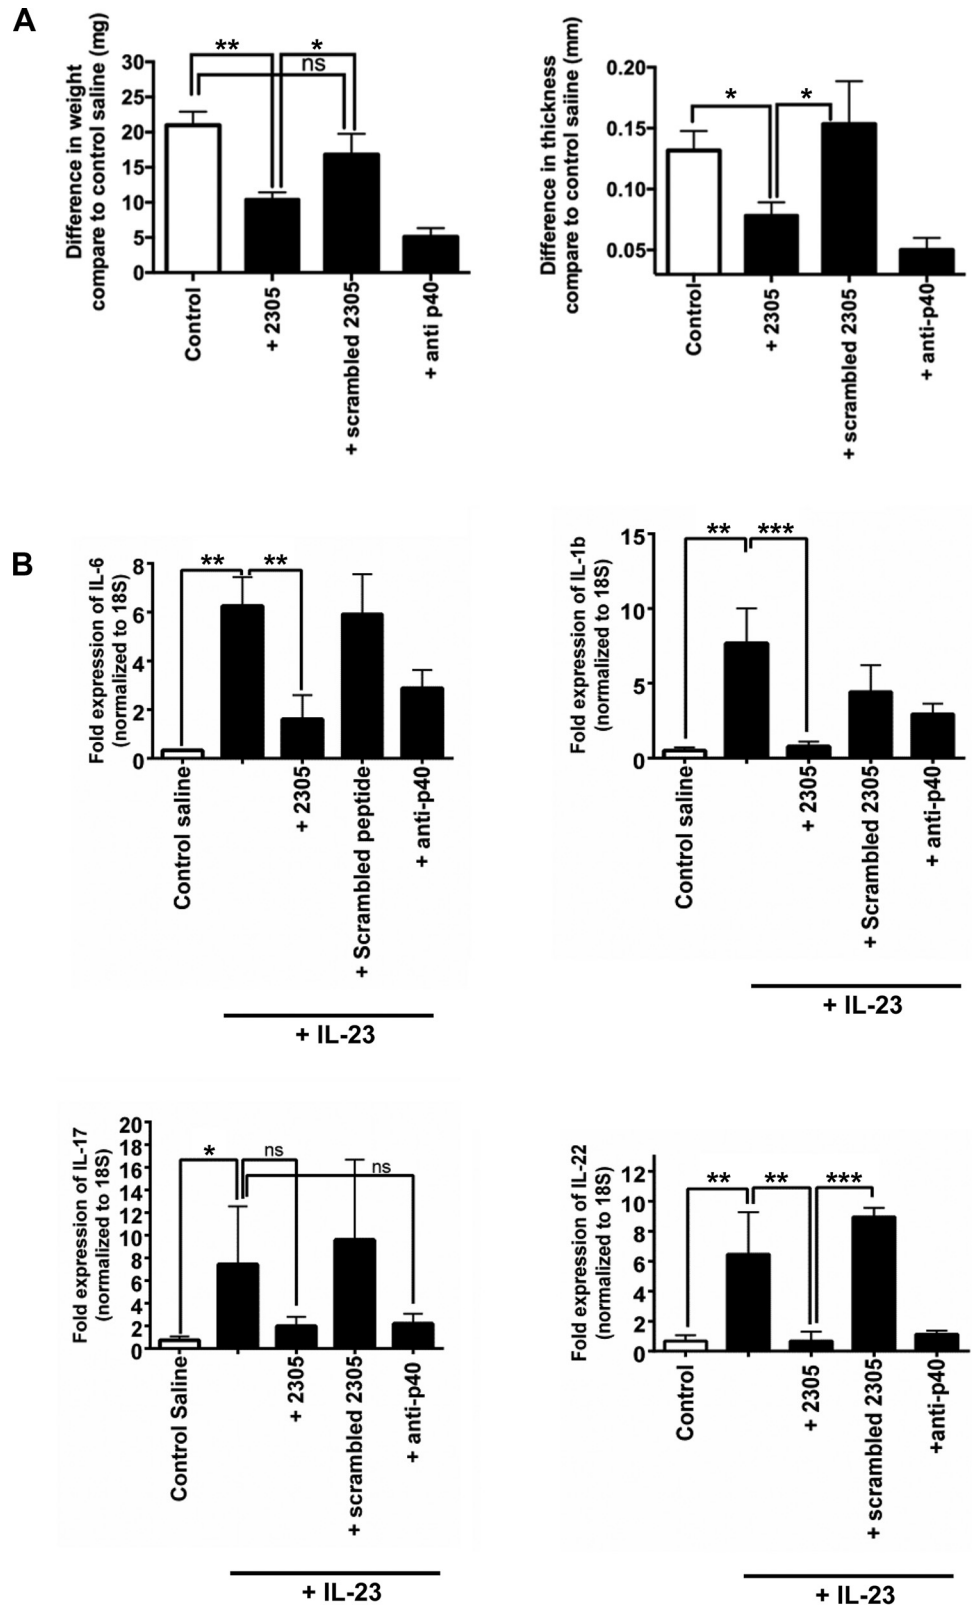 A
Difference in weight
compare to control saline (mg)
30
25
20
15
10
5
0
**
*
ns
Control
+ 2305
+ scrambled 2305
+ anti p40
Difference in thickness
compare to control saiine (mm)
0.20
0.15
0.10
0.05
*
*
Control
+ 2305
+ scrambled 2305
+ anti-p40
B
Fold expression of IL-6
(normalized to 18S)
8
6
4
2
0
**
**
Control saline
+ 2305
+ Scrambled peptide
+ anti-p40
+ IL-23
Fold expression of IL-1b
(normalized to 18S)
15
10
5
0
**
***
Control saline
+ 2305
+ Scrambled 2305
+ anti-p40
+ IL-23
Fold expression of IL-17
(normalized to 18S)
20
18
16
14
12
10
8
6
4
2
0
*
ns
ns
Control Saline
+ 2305
+ scrambled 2305
+ anti-p40
+ IL-23
Fold expression of IL-22
(normalized to 18S)
12
10
8
6
4
2
0
**
**
***
Control
+ 2305
+ scrambled 2305
+anti-p40
+ IL-23